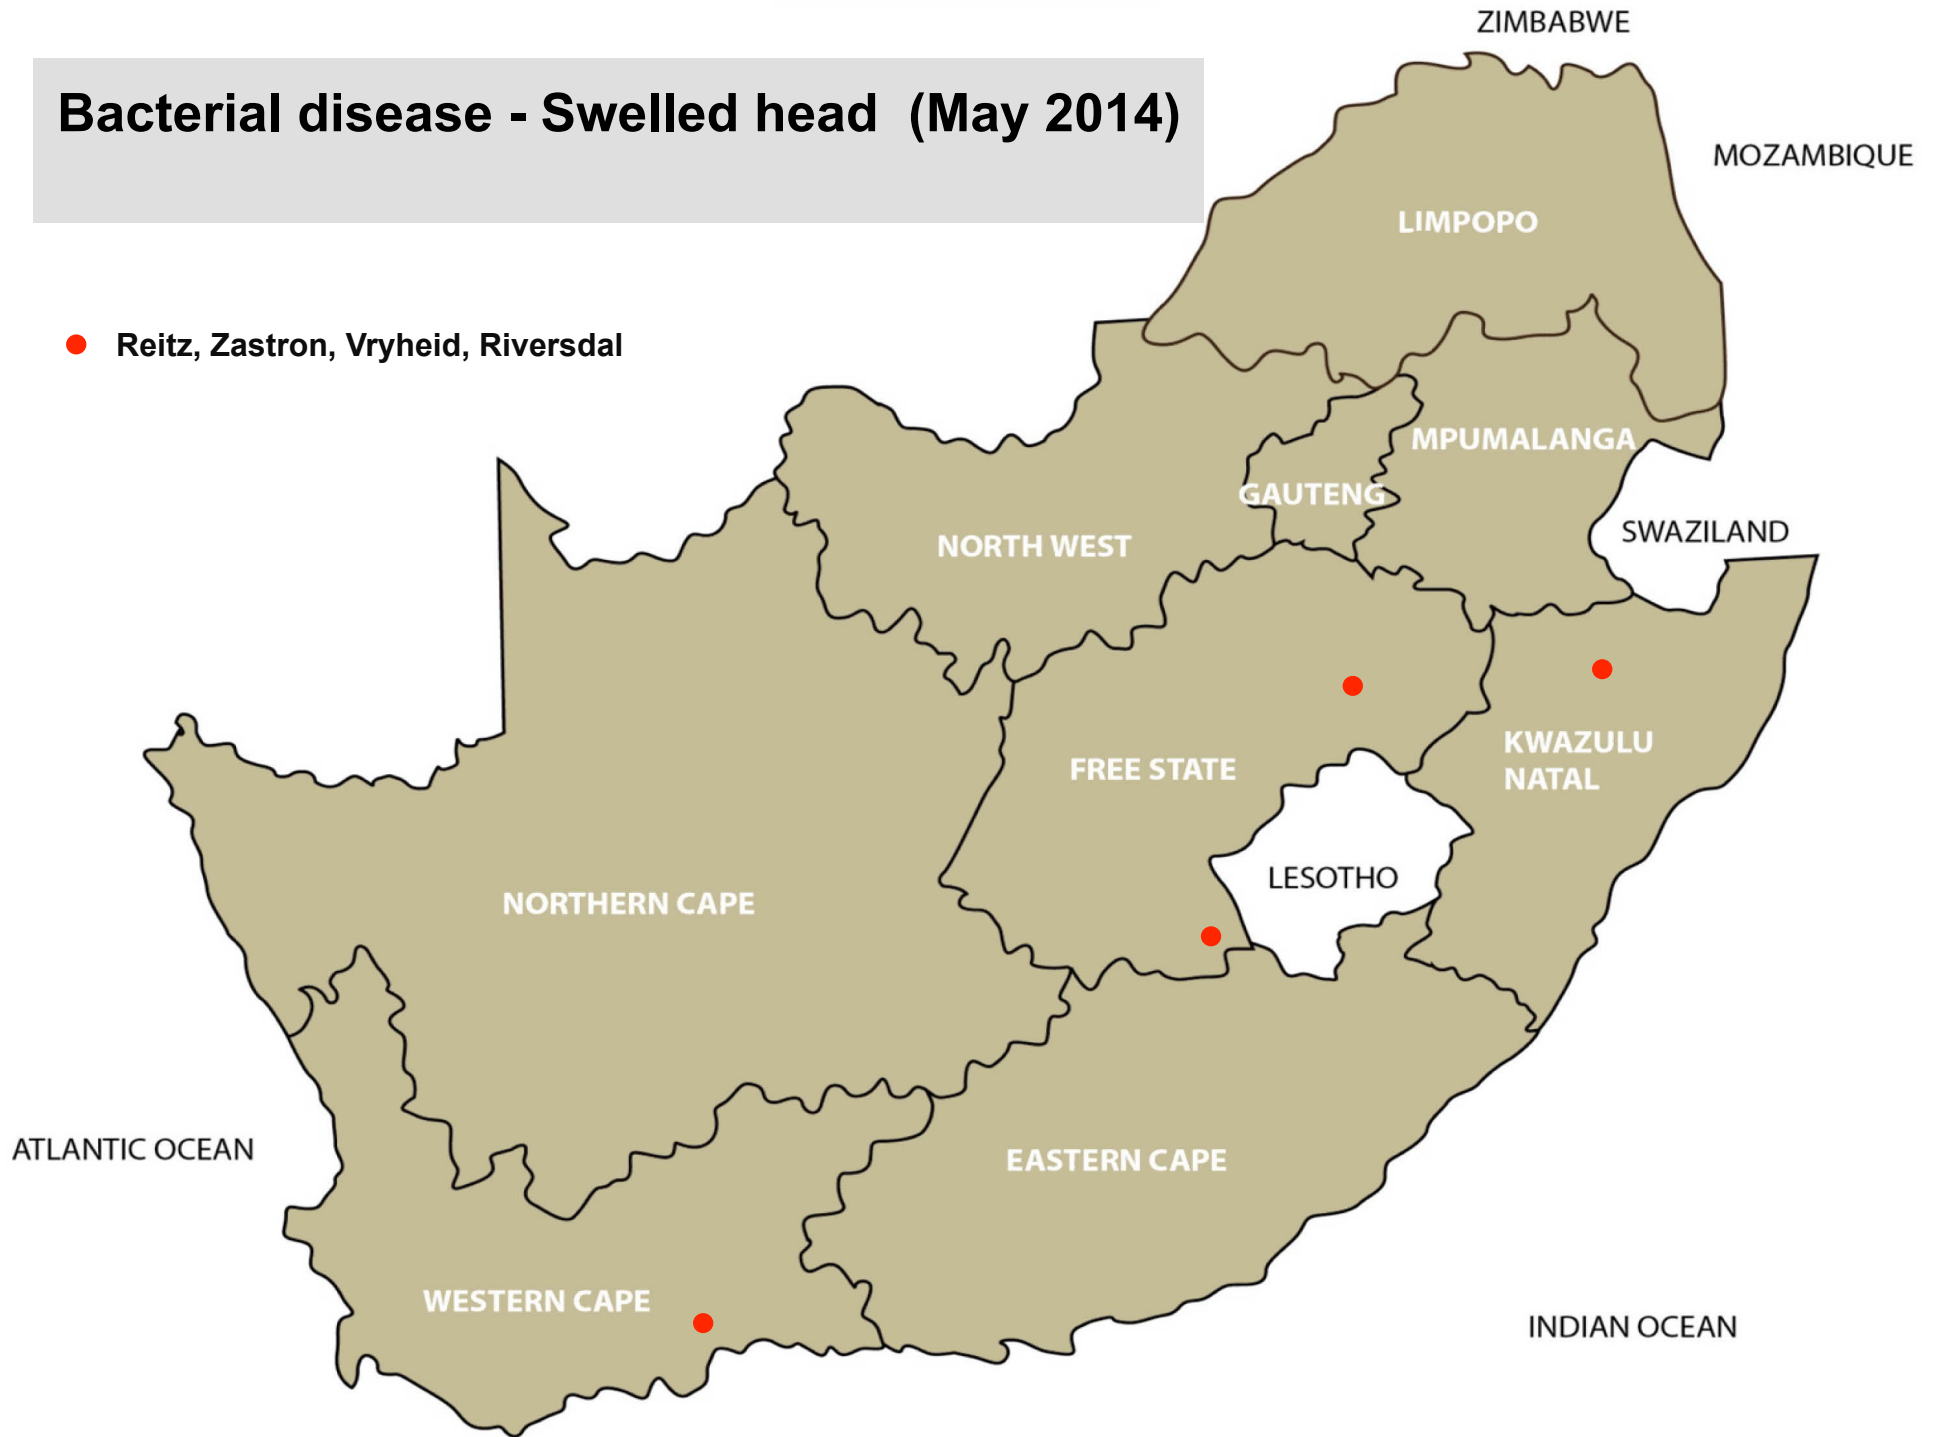 ZIMBABWE
Bacterial disease - Swelled head (May 2014)
MOZAMBIQUE
LIMPOPO
Reitz, Zastron, Vryheid, Riversdal
MPUMALANGA
GAUTENG
SWAZILAND
NORTH WEST
KWAZULU
NATAL
FREE STATE
LESOTHO
NORTHERN CAPE
ATLANTIC OCEAN
EASTERN CAPE
WESTERN CAPE
INDIAN OCEAN